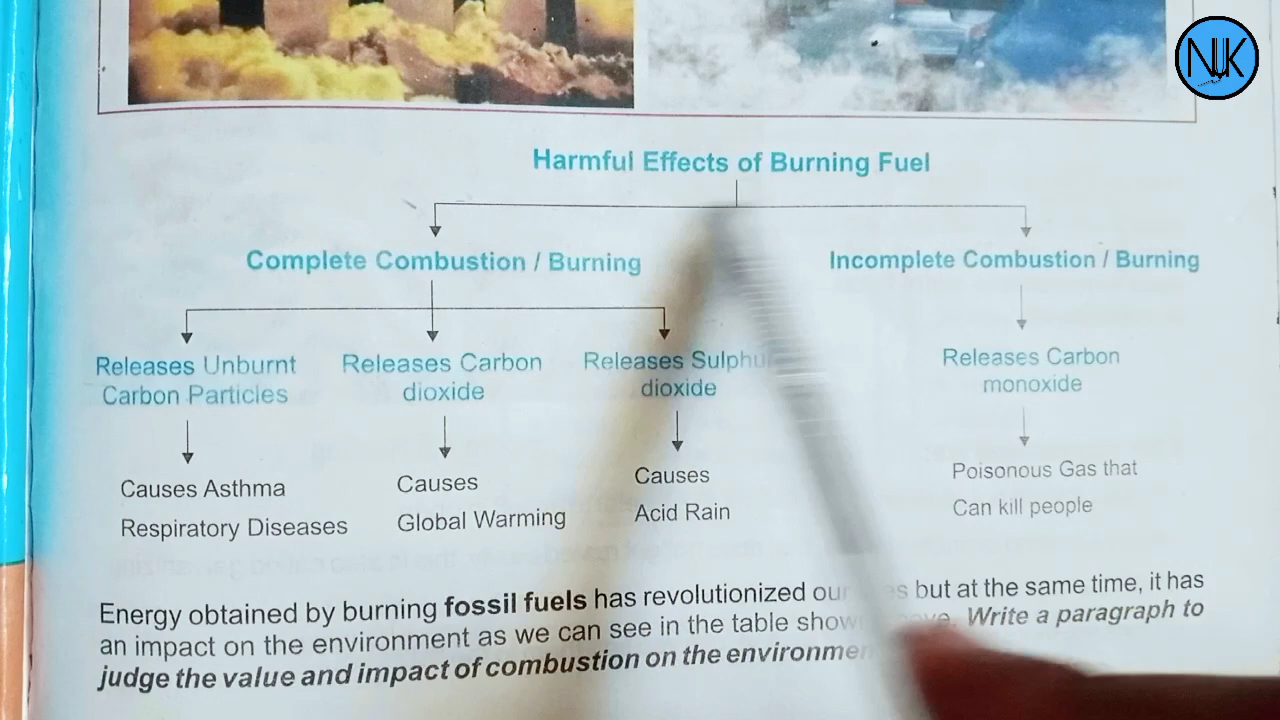 NJK
Harmful Effects of Burning Fuel
Complete Combustion / Burning
Incomplete Combustion / Burning
Releases Unburnt
Carbon Particles
Releases Carbon
dioxide
Releases
dioxide
Releases Carbon
monoxide
Causes Asthma
Respiratory Diseases
Causes
Global Warming
Causes
Acid Rain
Poisonous Gas that
Can kill people
Energy obtained by burning fossil fuels has revolutionized but at the same time, it has
an impact on the environment as we can see in the table Write a paragraph to
judge the value and impact of combustion on the